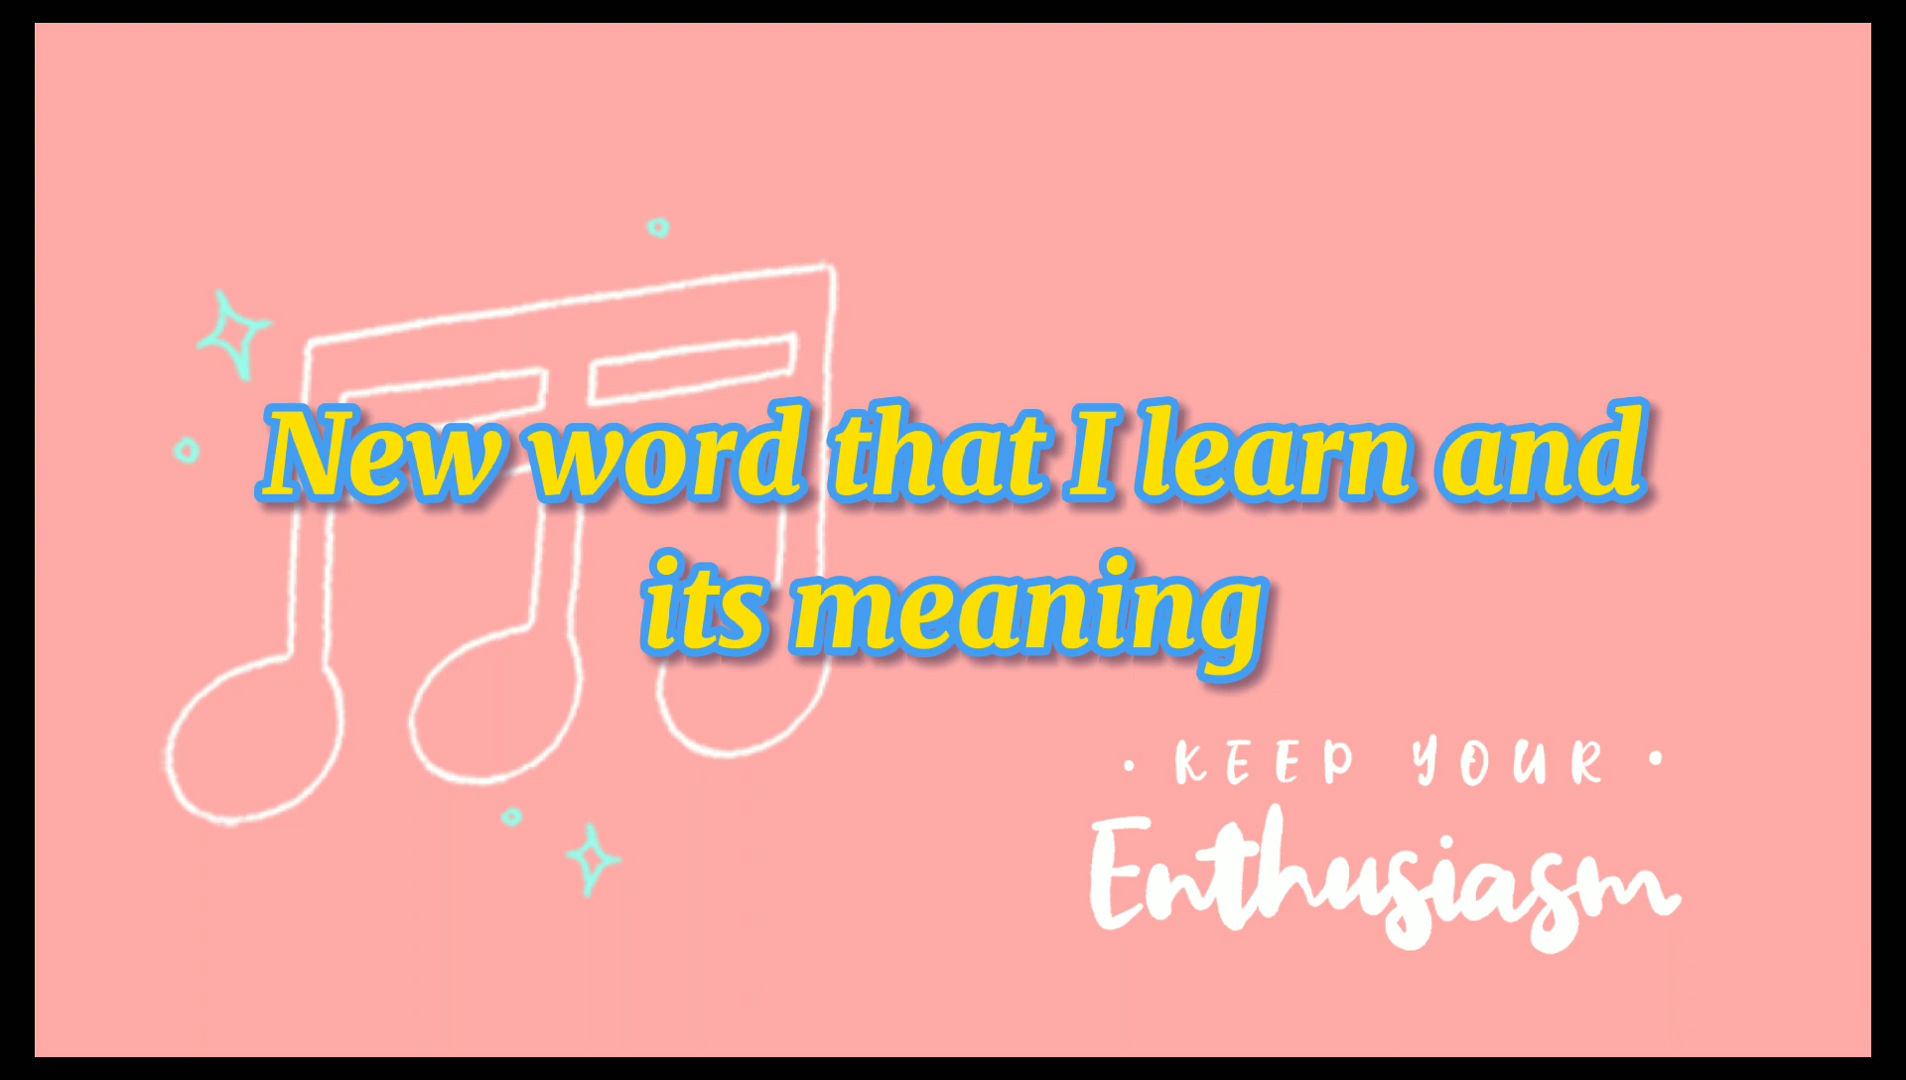 New word that I learn and
its meaning
• KEEP YOUR •
Enthusiasm